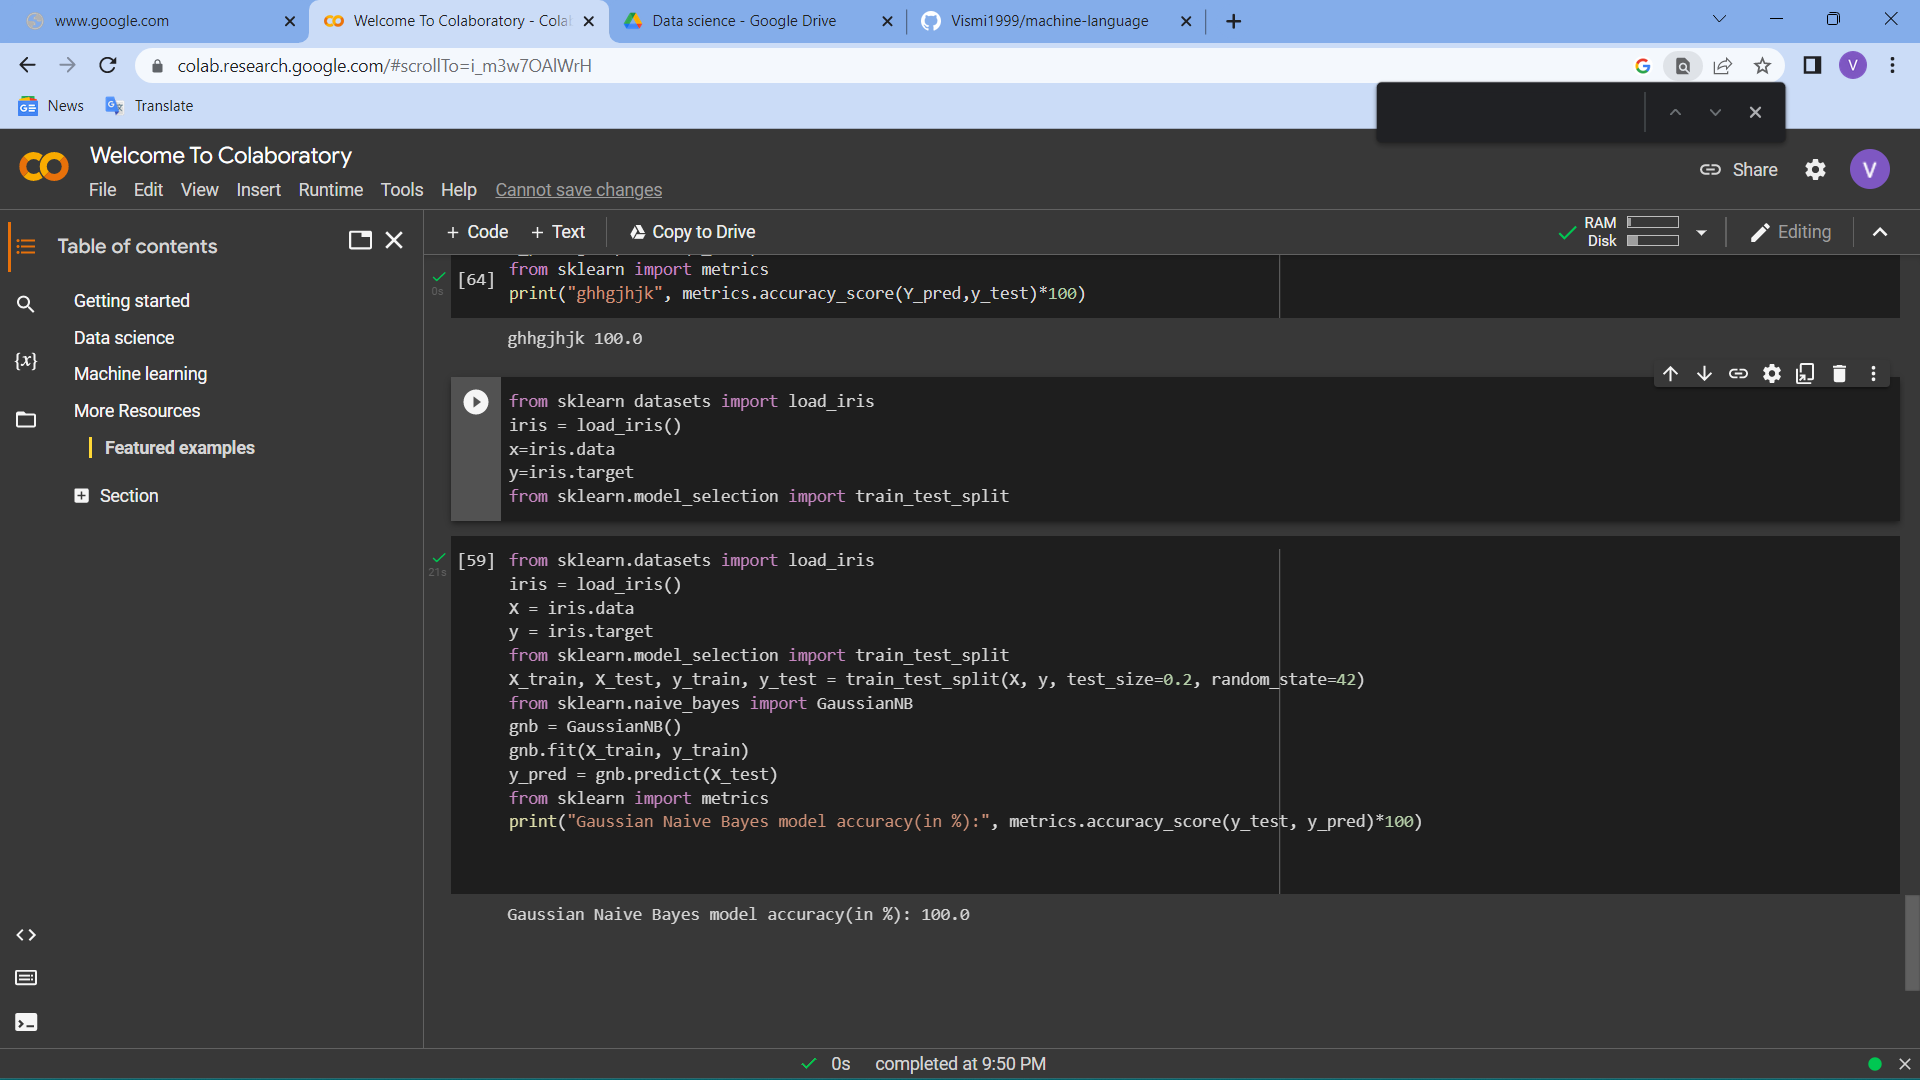 www.google.com
Welcome To Colaboratory - Cola
Data science - Google Drive
Vismi1999/machine-language
colab.research.google.com/#scrollTo=i_m3w7OAlWrH
V
News
Translate
Welcome To Colaboratory
File Edit View Insert Runtime Tools Help Cannot save changes
Share
V
Table of contents
+ Code + Text
Copy to Drive
RAM
Disk
Editing
Getting started
Data science
Machine learning
More Resources
Featured examples
Section
{x}
0s
[64]
from sklearn import metrics
print("ghhgjhjk", metrics.accuracy_score(Y_pred,y_test)*100)
ghhgjhjk 100.0
from sklearn datasets import load_iris
iris = load_iris()
x=iris.data
y=iris.target
from sklearn.model_selection import train_test_split
21s
[59]
from sklearn.datasets import load_iris
iris = load_iris()
X = iris.data
y = iris.target
from sklearn.model_selection import train_test_split
X_train, X_test, y_train, y_test = train_test_split(X, y, test_size=0.2, random_state=42)
from sklearn.naive_bayes import GaussianNB
gnb = GaussianNB()
gnb.fit(X_train, y_train)
y_pred = gnb.predict(X_test)
from sklearn import metrics
print("Gaussian Naive Bayes model accuracy(in %):", metrics.accuracy_score(y_test, y_pred)*100)
Gaussian Naive Bayes model accuracy(in %): 100.0
0s completed at 9:50 PM